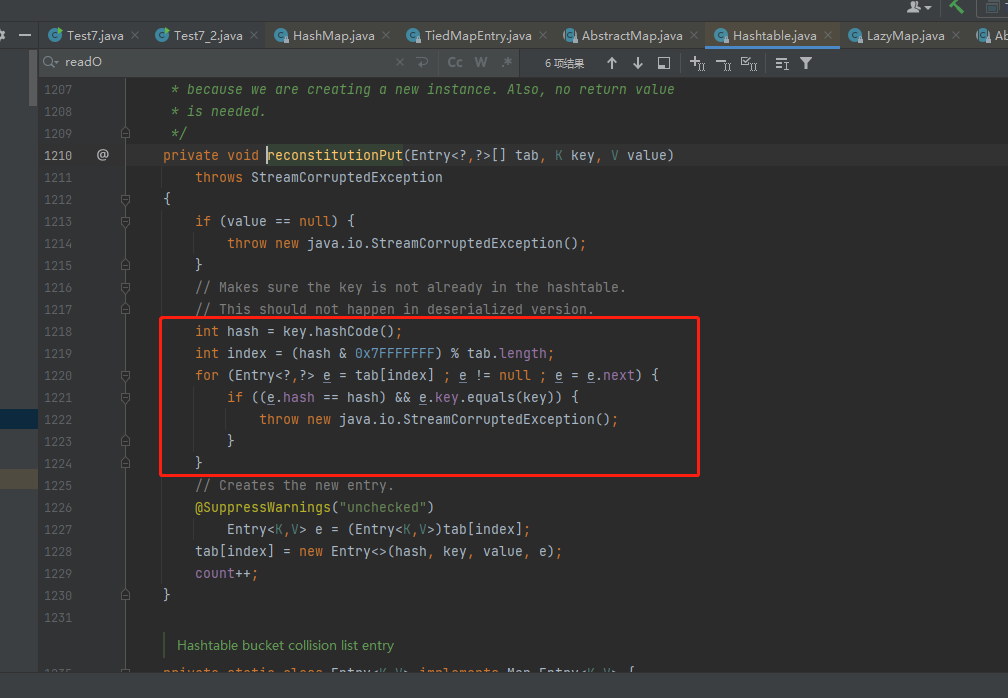 Test7.java Test7_2.java HashMap.java TiedMapEntry.java AbstractMap.java Hashtable.java LazyMap.java Ab
readO Cc W .* 6 项结果
1207 * because we are creating a new instance. Also, no return value
1208 * is needed.
1209 */
1210 @ private void reconstitutionPut(Entry<?,?>[] tab, K key, V value)
1211 throws StreamCorruptedException
1212 {
1213 if (value == null) {
1214 throw new java.io.StreamCorruptedException();
1215 }
1216 // Makes sure the key is not already in the hashtable.
1217 // This should not happen in deserialized version.
1218 int hash = key.hashCode();
1219 int index = (hash & 0x7FFFFFFF) % tab.length;
1220 for (Entry<?,?> e = tab[index] ; e != null ; e = e.next) {
1221 if ((e.hash == hash) && e.key.equals(key)) {
1222 throw new java.io.StreamCorruptedException();
1223 }
1224 }
1225 // Creates the new entry.
1226 @SuppressWarnings("unchecked")
1227 Entry<K,V> e = (Entry<K,V>)tab[index];
1228 tab[index] = new Entry<>(hash, key, value, e);
1229 count++;
1230 }
1231
Hashtable bucket collision list entry
private static class Entry<K,V> implements Map.Entry<K,V> {